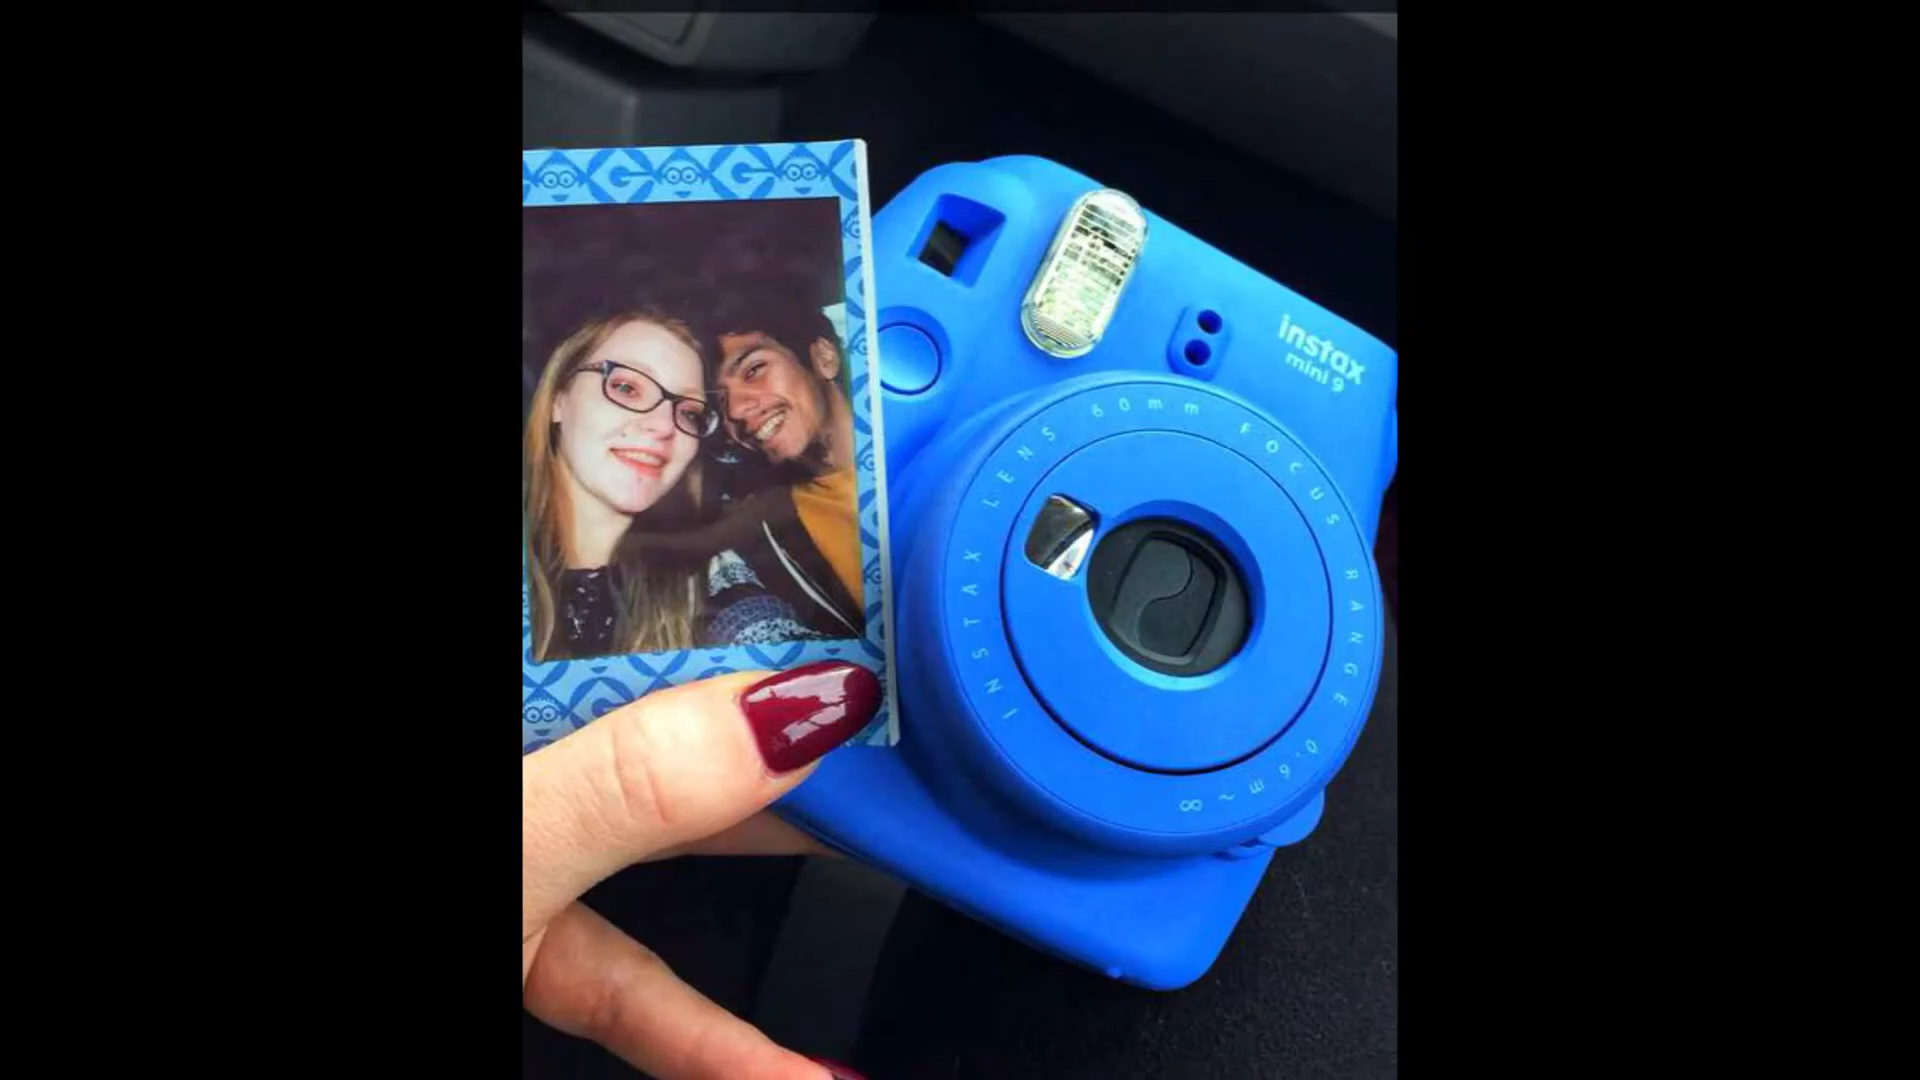 instax
mini 9
INSTAX LENS 60mm FOCUS RANGE 0.6m~∞
G
G
G